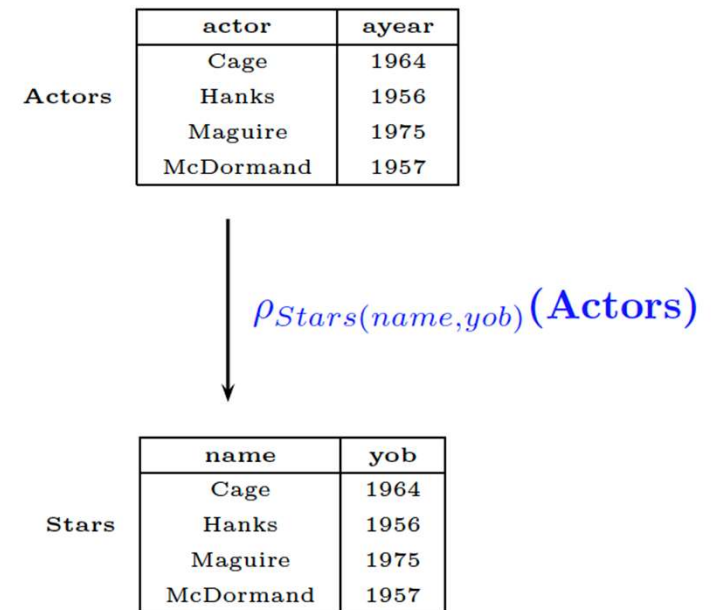 actor ayear
Cage 1964
Actors Hanks 1956
Maguire 1975
McDormand 1957
ρStars(name,yob)(Actors)
name yob
Cage 1964
Stars Hanks 1956
Maguire 1975
McDormand 1957